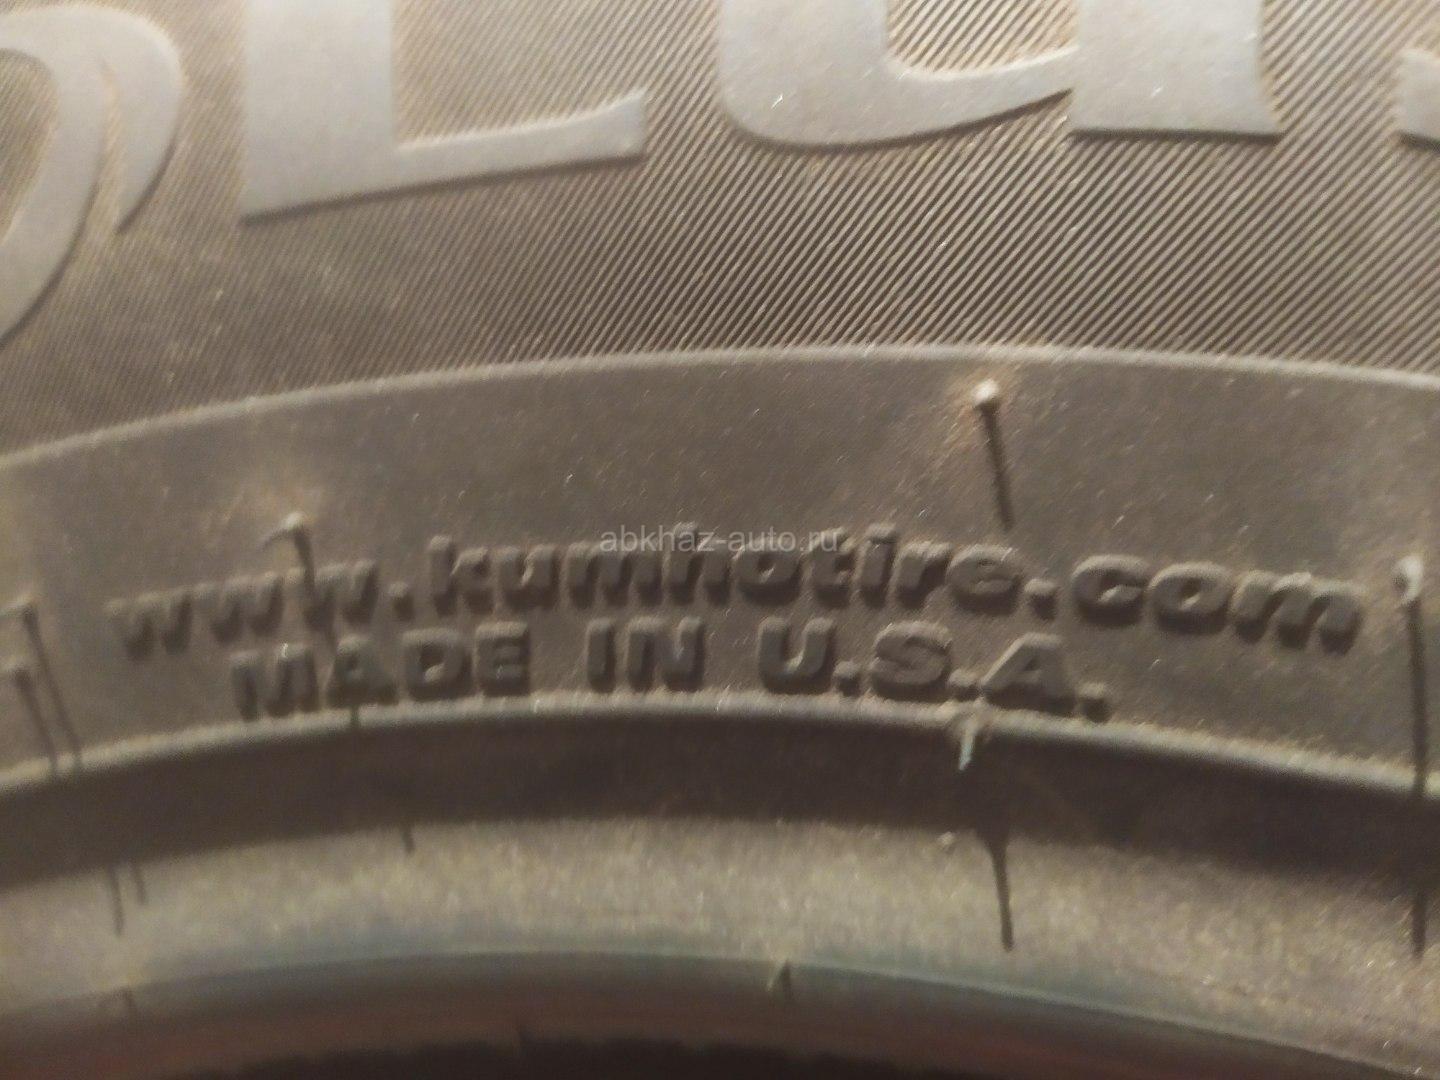 abkhaz-auto.ru
www.kumhotire.com
MADE IN U.S.A.